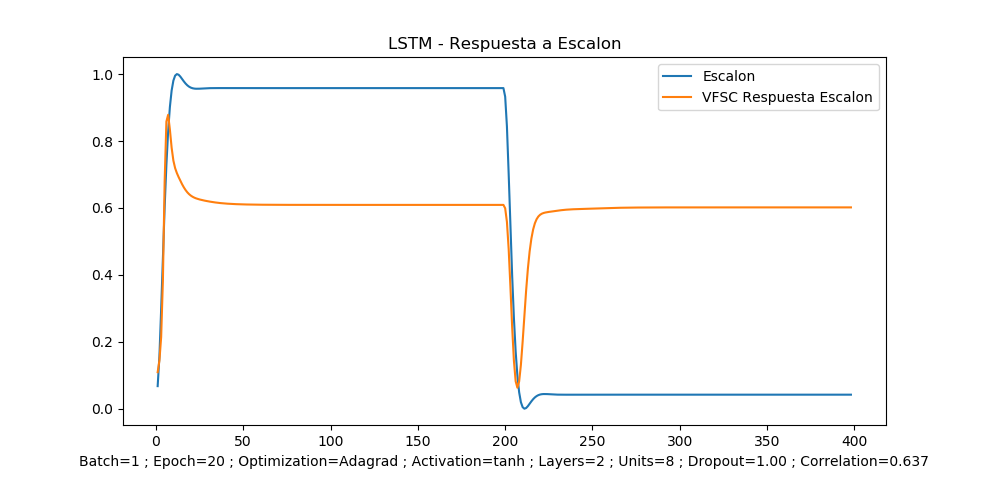 LSTM - Respuesta a Escalon
Escalon
VFSC Respuesta Escalon
1.0
0.8
0.6
0.4
0.2
0.0
0 50 100 150 200 250 300 350 400
Batch=1 ; Epoch=20 ; Optimization=Adagrad ; Activation=tanh ; Layers=2 ; Units=8 ; Dropout=1.00 ; Correlation=0.637